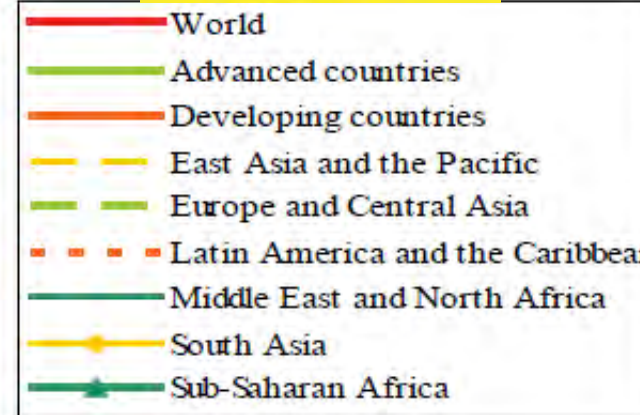 World
Advanced countries
Developing countries
East Asia and the Pacific
Europe and Central Asia
Latin America and the Caribbean
Middle East and North Africa
South Asia
Sub-Saharan Africa